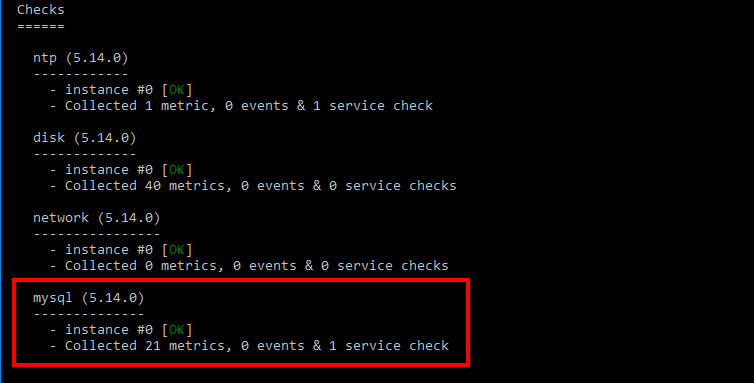 Checks
======
ntp (5.14.0)
------------
- instance #0 [OK]
- Collected 1 metric, 0 events & 1 service check
disk (5.14.0)
-------------
- instance #0 [OK]
- Collected 40 metrics, 0 events & 0 service checks
network (5.14.0)
----------------
- instance #0 [OK]
- Collected 0 metrics, 0 events & 0 service checks
mysql (5.14.0)
--------------
- instance #0 [OK]
- Collected 21 metrics, 0 events & 1 service check